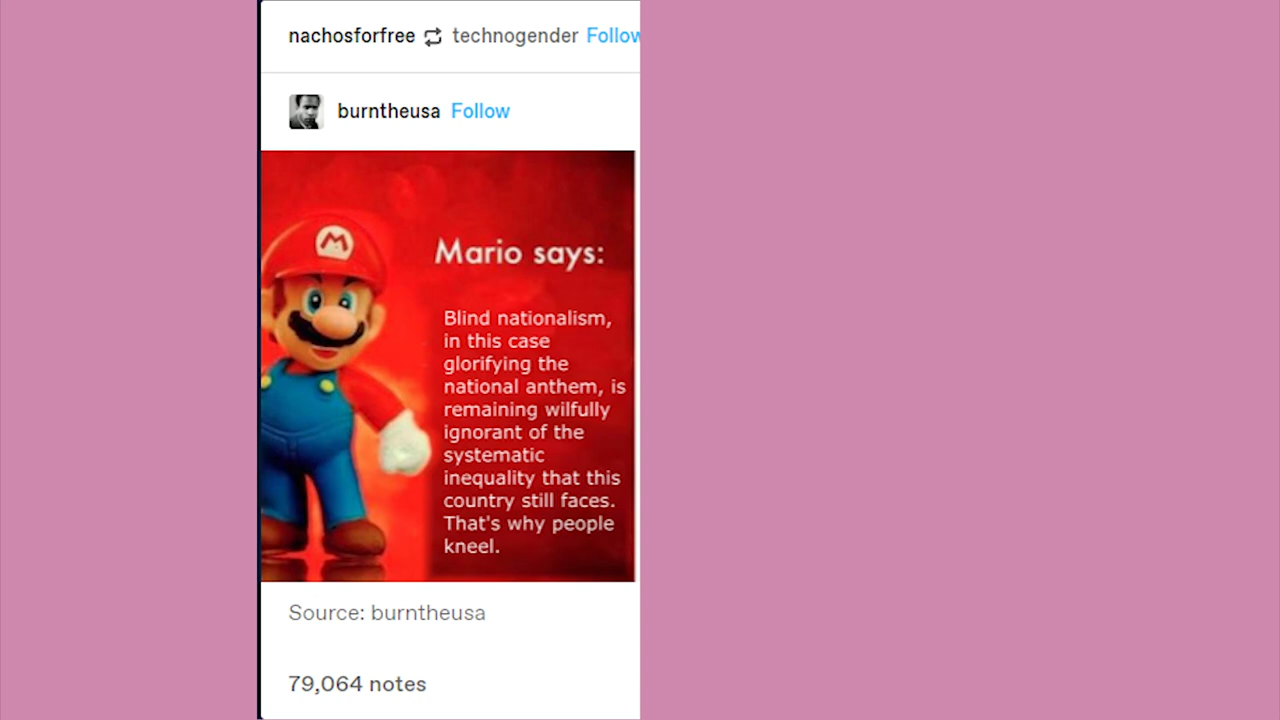 nachosforfree technogender Follow
burntheusa Follow
M
Mario says:
Blind nationalism,
in this case
glorifying the
national anthem, is
remaining wilfully
ignorant of the
systematic
inequality that this
country still faces.
That's why people
kneel.
Source: burntheusa
79,064 notes